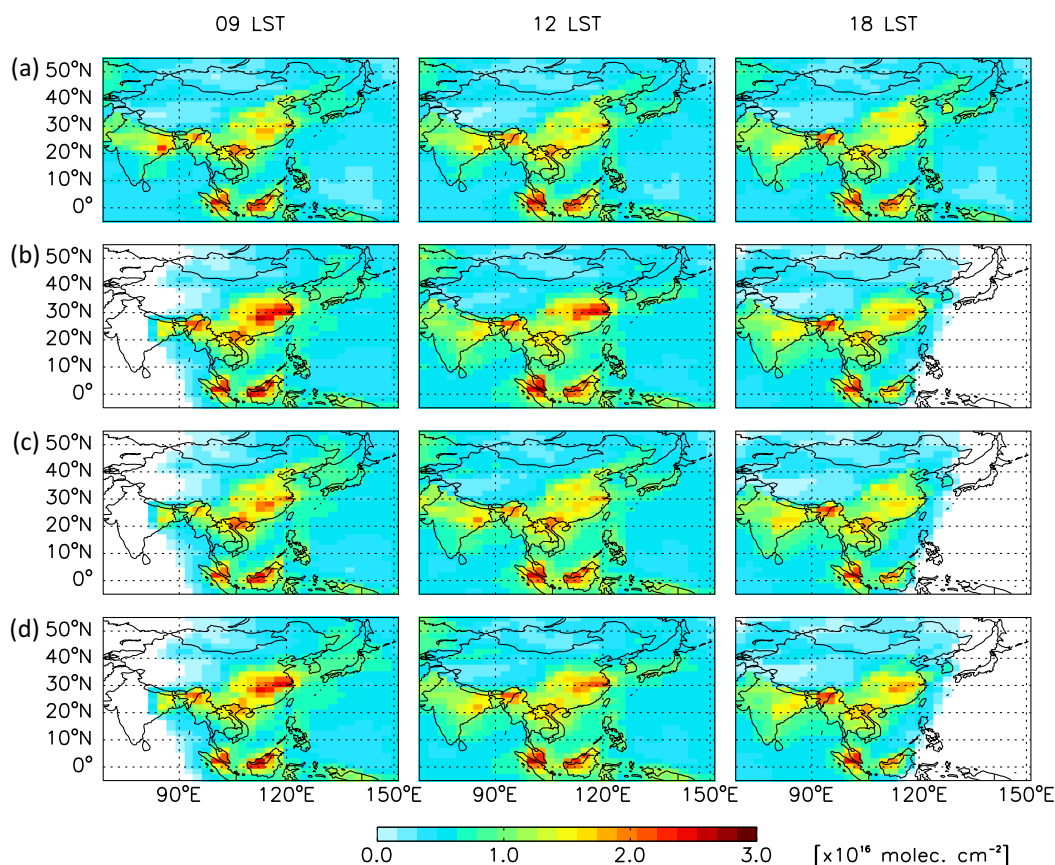 09 LST 12 LST 18 LST
(a) 50°N
40°N
30°N
20°N
10°N
0°
(b) 50°N
40°N
30°N
20°N
10°N
0°
(c) 50°N
40°N
30°N
20°N
10°N
0°
(d) 50°N
40°N
30°N
20°N
10°N
0°
90°E 120°E 150°E 90°E 120°E 150°E 90°E 120°E 150°E
0.0 1.0 2.0 3.0 [x10¹⁶ molec. cm⁻²]